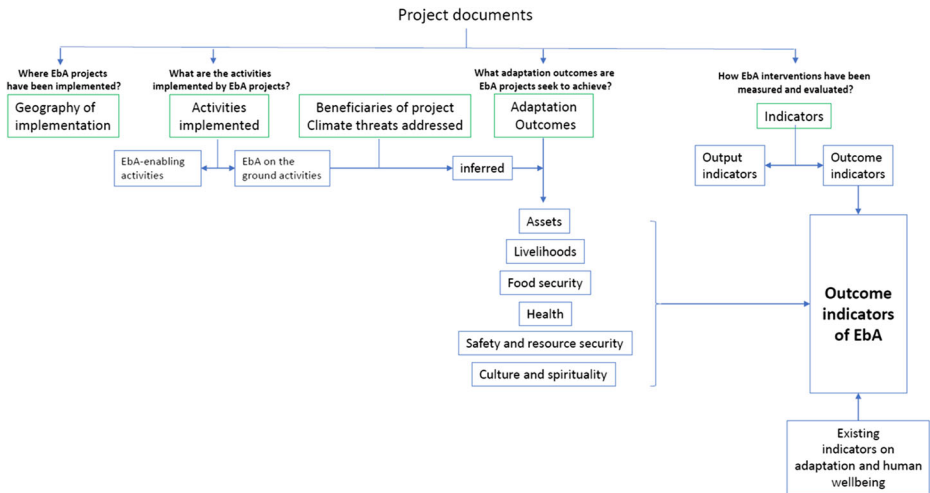 Project documents
Where EbA projects
have been implemented?
Geography of
implementation
What are the activities
implemented by EbA projects?
Activities
implemented
Beneficiaries of project
Climate threats addressed
What adaptation outcomes are
EbA projects seek to achieve?
Adaptation
Outcomes
How EbA interventions have been
measured and evaluated?
Indicators
EbA-enabling
activities
EbA on the
ground activities
inferred
Output
indicators
Outcome
indicators
Assets
Livelihoods
Food security
Health
Safety and resource security
Culture and spirituality
Outcome
indicators
of EbA
Existing
indicators on
adaptation and human
wellbeing